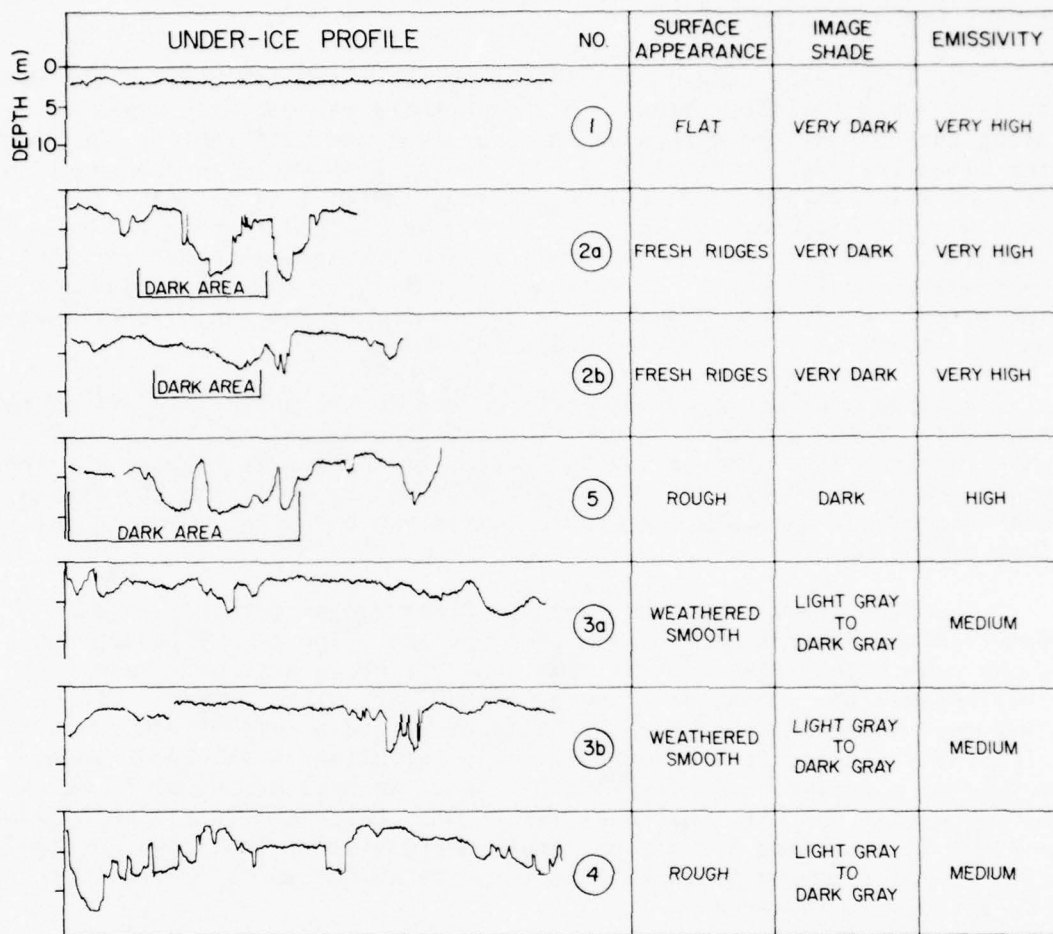 UNDER-ICE PROFILE
NO.
SURFACE
APPEARANCE
IMAGE
SHADE
EMISSIVITY
DEPTH (m)
0
5
10
1
FLAT
VERY DARK
VERY HIGH
DARK AREA
2a
FRESH RIDGES
VERY DARK
VERY HIGH
DARK AREA
2b
FRESH RIDGES
VERY DARK
VERY HIGH
DARK AREA
5
ROUGH
DARK
HIGH
3a
WEATHERED
SMOOTH
LIGHT GRAY
TO
DARK GRAY
MEDIUM
3b
WEATHERED
SMOOTH
LIGHT GRAY
TO
DARK GRAY
MEDIUM
4
ROUGH
LIGHT GRAY
TO
DARK GRAY
MEDIUM